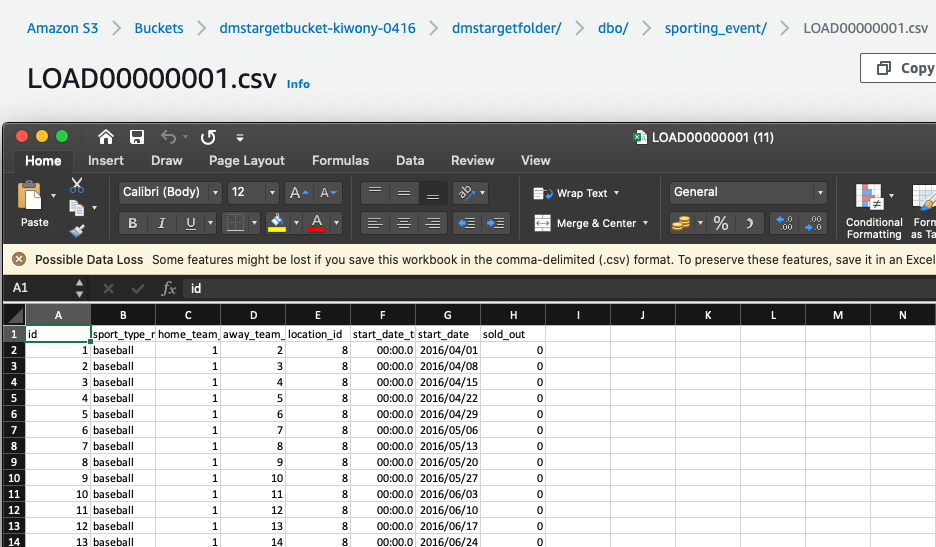 Amazon S3 > Buckets > dmstargetbucket-kiwony-0416 > dmstargetfolder/ > dbo/ > sporting_event/ > LOAD00000001.csv
LOAD00000001.csv Info
Copy
LOAD00000001 (11)
Home Insert Draw Page Layout Formulas Data Review View
Paste
Calibri (Body) 12 A A
Wrap Text
General
B I U A
Merge & Center
% .0 .00 .00 .0
Conditional Formatting
Form as Ta
Possible Data Loss Some features might be lost if you save this workbook in the comma-delimited (.csv) format. To preserve these features, save it in an Excel
A1 fx id
A B C D E F G H I J K L M N
1 id sport_type_r home_team_ away_team_ location_id start_date_t start_date sold_out
2 1 baseball 1 2 8 00:00.0 2016/04/01 0
3 2 baseball 1 3 8 00:00.0 2016/04/08 0
4 3 baseball 1 4 8 00:00.0 2016/04/15 0
5 4 baseball 1 5 8 00:00.0 2016/04/22 0
6 5 baseball 1 6 8 00:00.0 2016/04/29 0
7 6 baseball 1 7 8 00:00.0 2016/05/06 0
8 7 baseball 1 8 8 00:00.0 2016/05/13 0
9 8 baseball 1 9 8 00:00.0 2016/05/20 0
10 9 baseball 1 10 8 00:00.0 2016/05/27 0
11 10 baseball 1 11 8 00:00.0 2016/06/03 0
12 11 baseball 1 12 8 00:00.0 2016/06/10 0
13 12 baseball 1 13 8 00:00.0 2016/06/17 0
14 13 baseball 1 14 8 00:00.0 2016/06/24 0